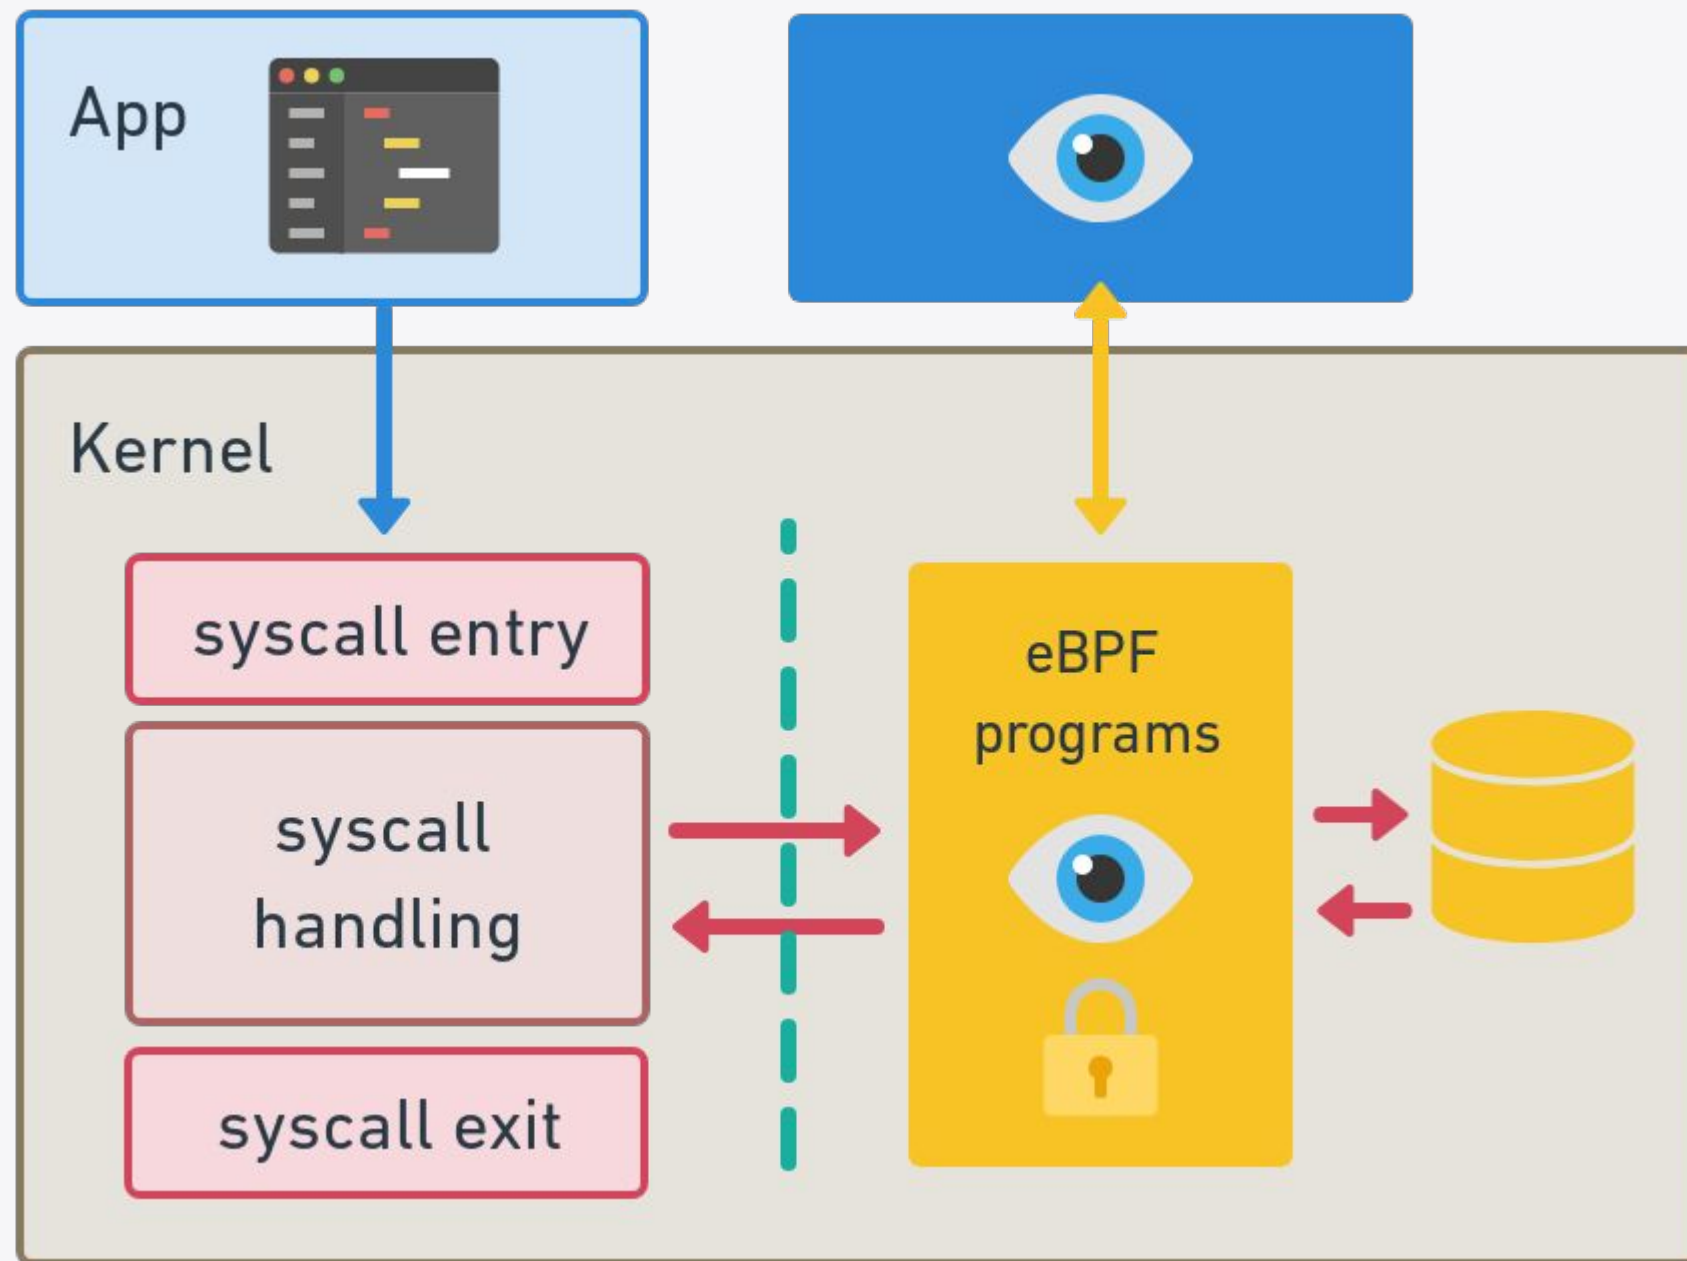 App
Kernel
syscall entry
syscall
handling
syscall exit
eBPF
programs